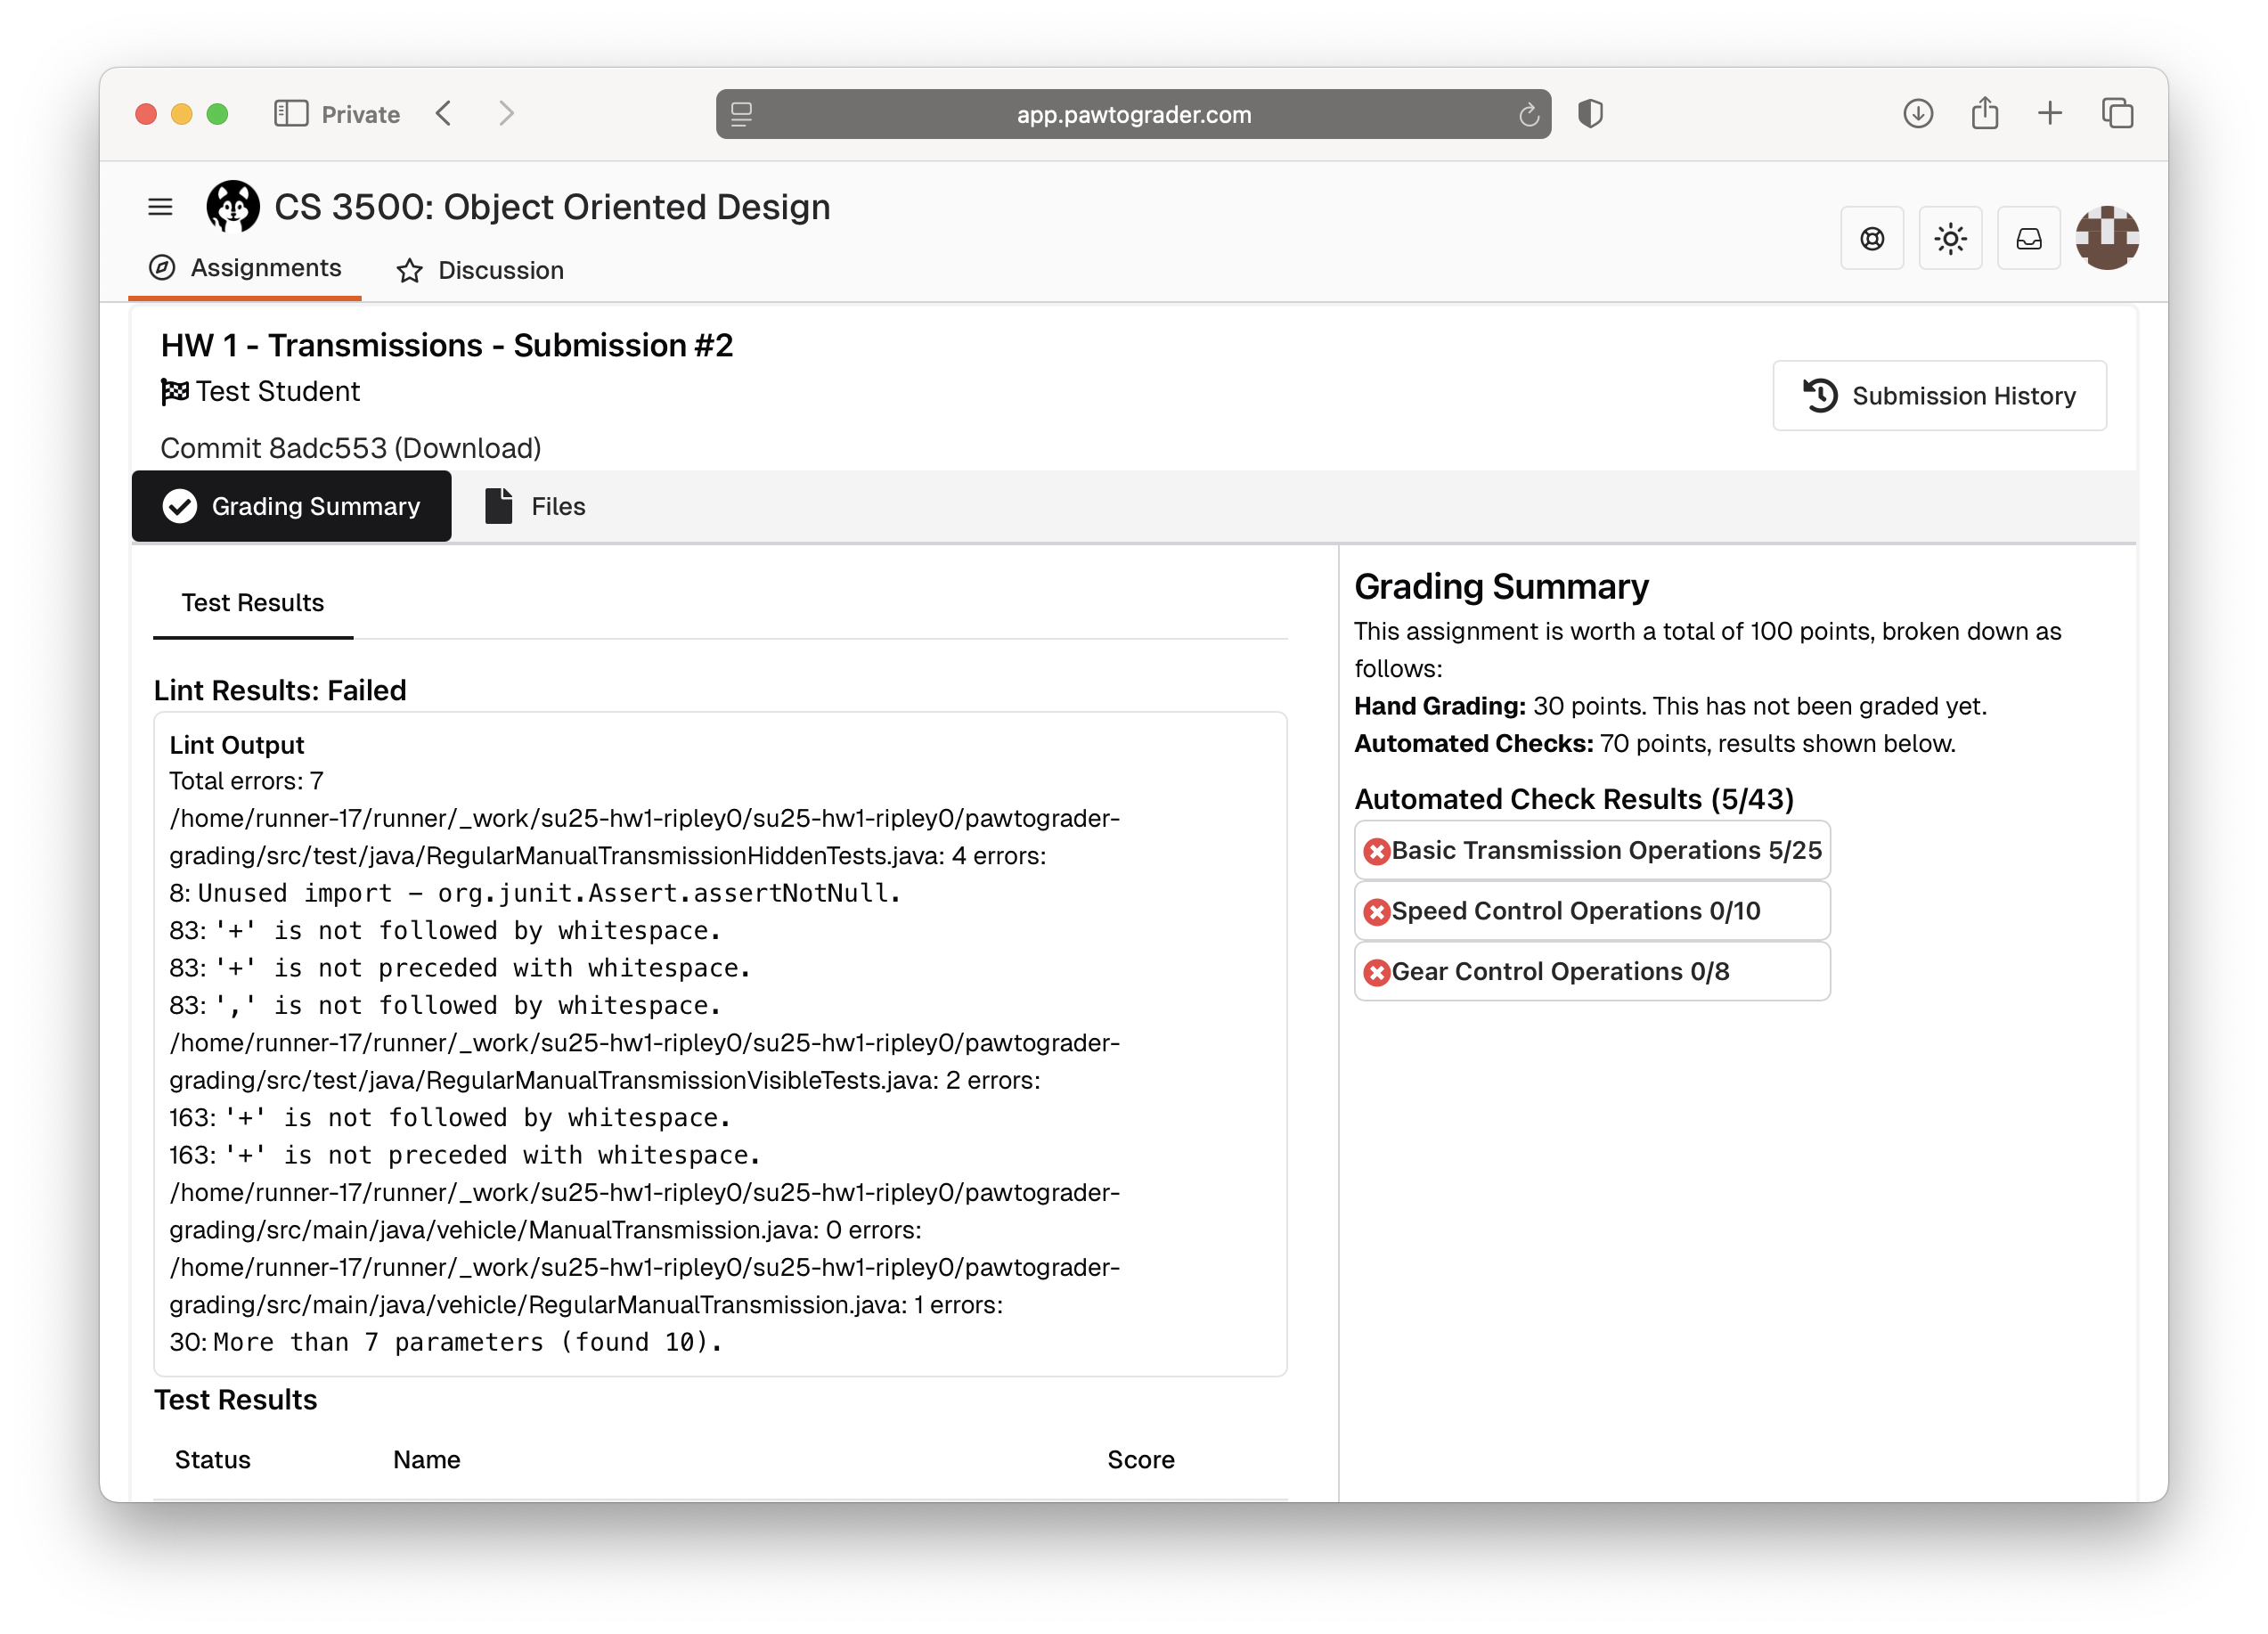 Private
app.pawtograder.com
CS 3500: Object Oriented Design
Assignments
Discussion
HW 1 - Transmissions - Submission #2
Test Student
Commit 8adc553 (Download)
Submission History
Grading Summary
Files
Test Results
Lint Results: Failed
Lint Output
Total errors: 7
/home/runner-17/runner/_work/su25-hw1-ripley0/su25-hw1-ripley0/pawtograder-
grading/src/test/java/RegularManualTransmissionHiddenTests.java: 4 errors:
8: Unused import – org.junit.Assert.assertNotNull.
83: '+' is not followed by whitespace.
83: '+' is not preceded with whitespace.
83: ',' is not followed by whitespace.
/home/runner-17/runner/_work/su25-hw1-ripley0/su25-hw1-ripley0/pawtograder-
grading/src/test/java/RegularManualTransmissionVisibleTests.java: 2 errors:
163: '+' is not followed by whitespace.
163: '+' is not preceded with whitespace.
/home/runner-17/runner/_work/su25-hw1-ripley0/su25-hw1-ripley0/pawtograder-
grading/src/main/java/vehicle/ManualTransmission.java: 0 errors:
/home/runner-17/runner/_work/su25-hw1-ripley0/su25-hw1-ripley0/pawtograder-
grading/src/main/java/vehicle/RegularManualTransmission.java: 1 errors:
30: More than 7 parameters (found 10).
Test Results
Status Name Score
Grading Summary
This assignment is worth a total of 100 points, broken down as
follows:
Hand Grading: 30 points. This has not been graded yet.
Automated Checks: 70 points, results shown below.
Automated Check Results (5/43)
Basic Transmission Operations 5/25
Speed Control Operations 0/10
Gear Control Operations 0/8